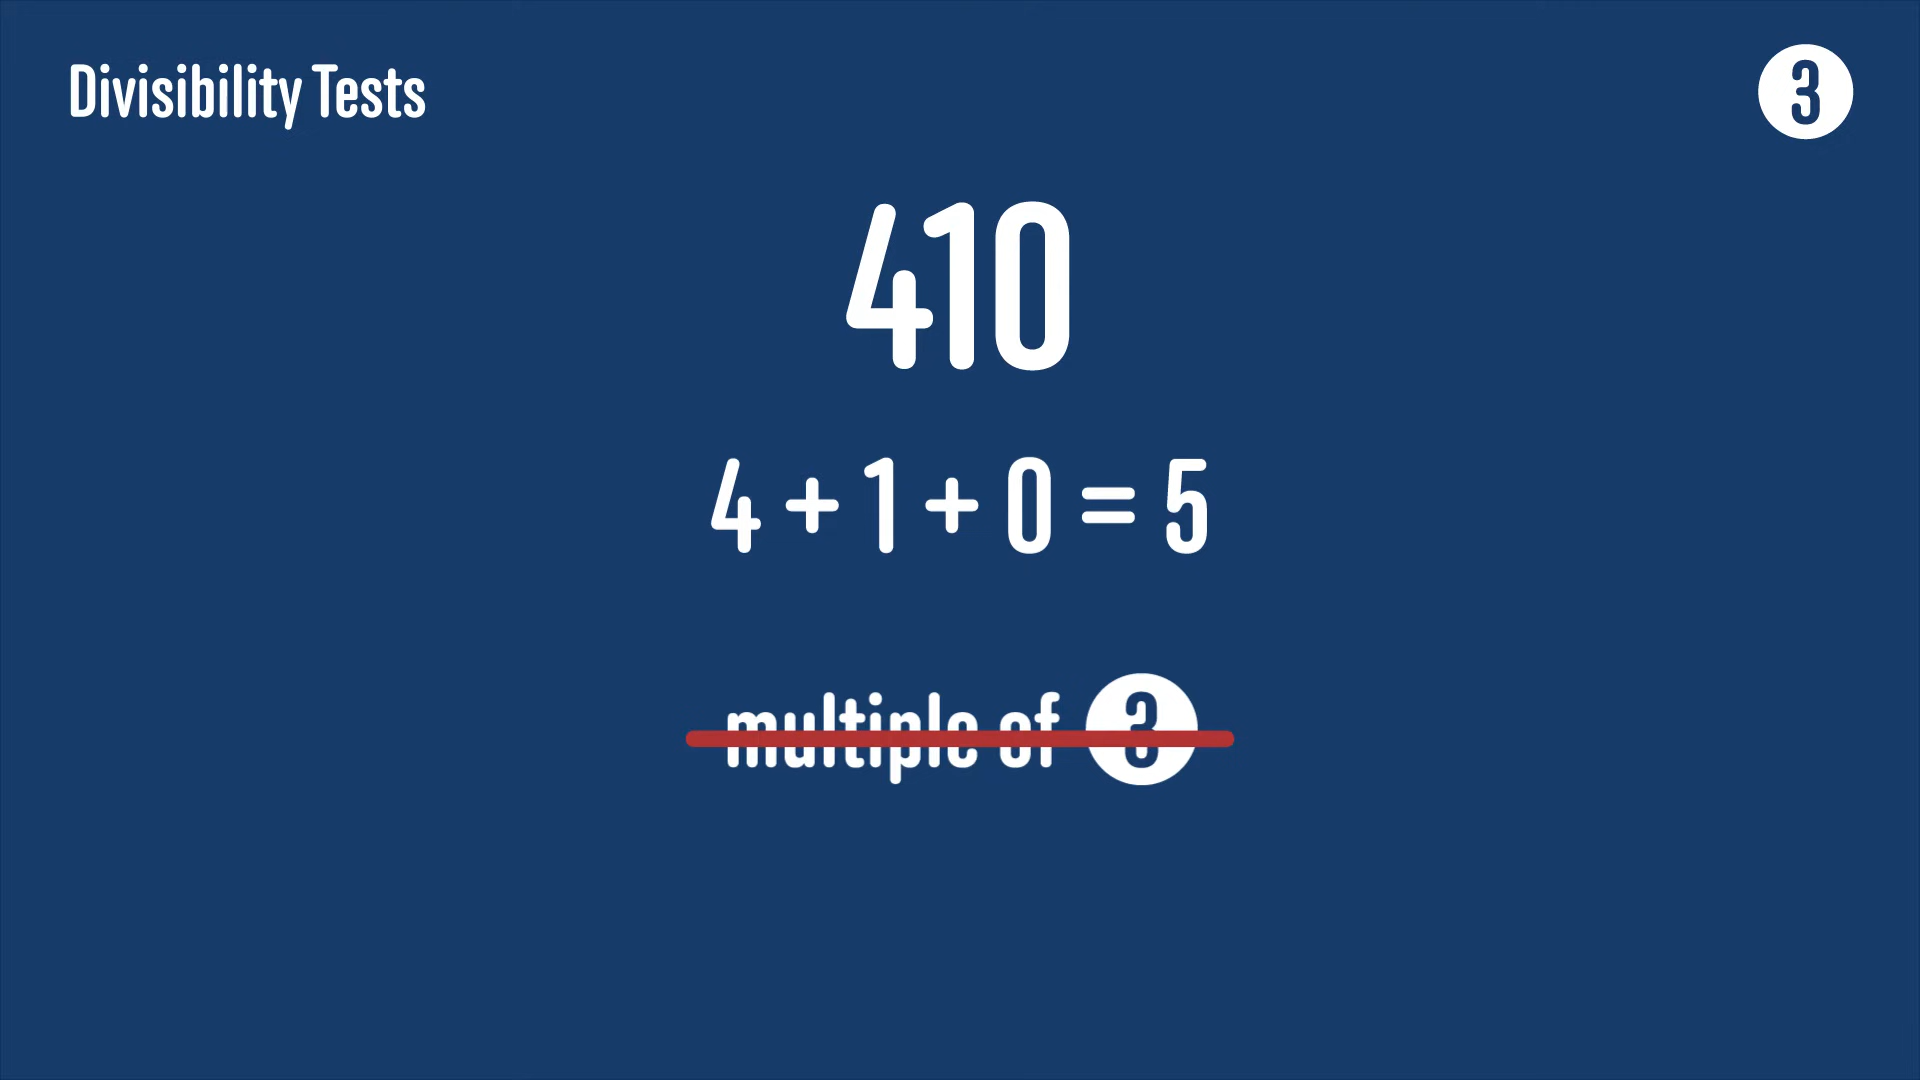 Divisibility Tests
3
410
4 + 1 + 0 = 5
multiple of 3